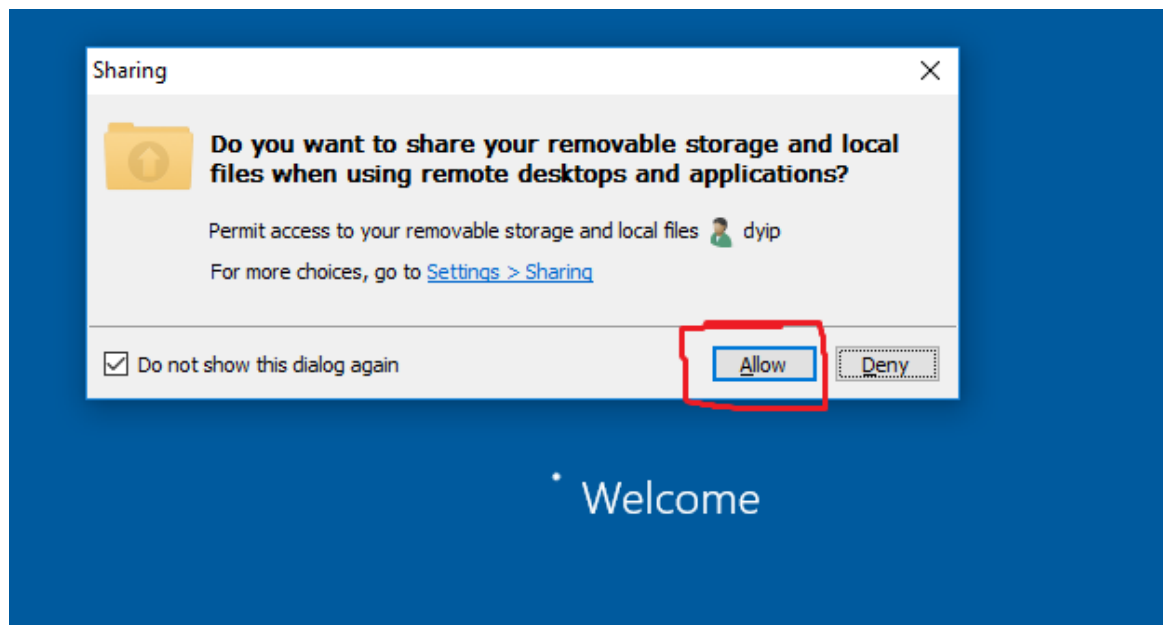 Sharing
Do you want to share your removable storage and local
files when using remote desktops and applications?
Permit access to your removable storage and local files dyip
For more choices, go to Settings > Sharing
Do not show this dialog again Allow Deny
Welcome